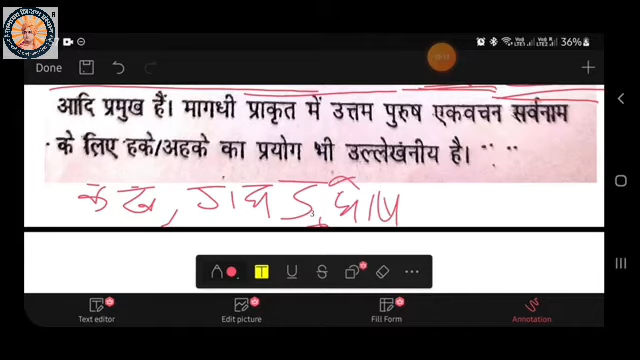 Done
36%
आदि प्रमुख हैं। मागधी प्राकृत में उत्तम पुरुष एकवचन सर्वनाम
के लिए हके/अहके का प्रयोग भी उल्लेखनीय है।
Text editor
Edit picture
Fill Form
Annotation